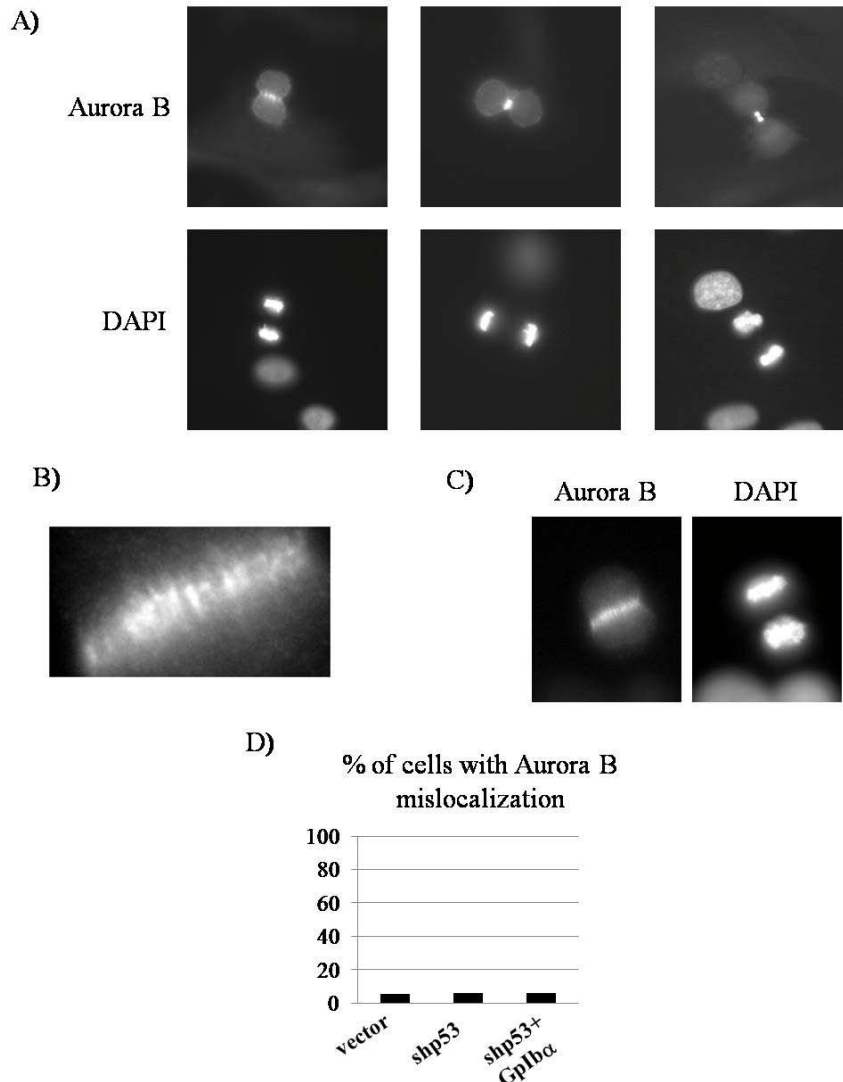 A)
Aurora B
DAPI
B)
C)
Aurora B
DAPI
D)
% of cells with Aurora B
mislocalization
100
80
60
40
20
0
vector
shp53
shp53+
GpIbα